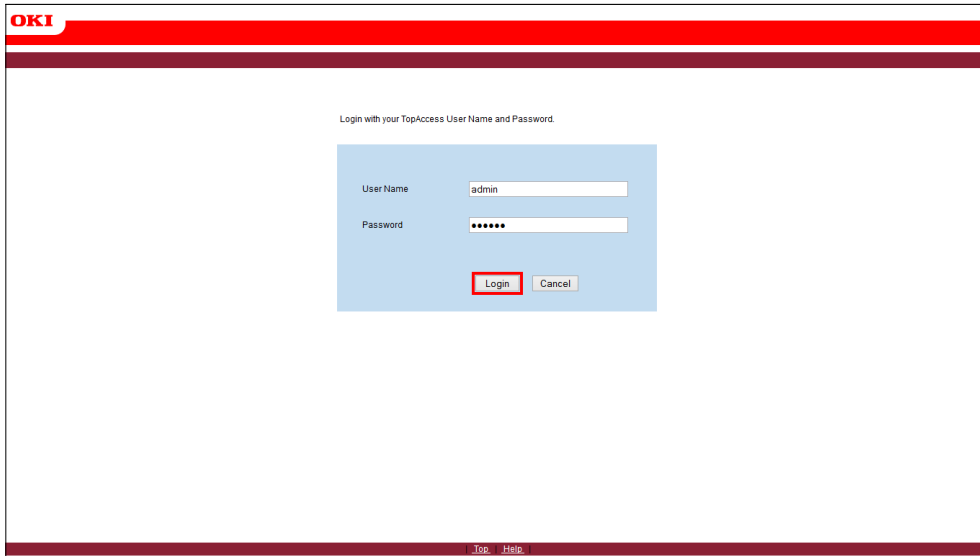 OKI
Login with your TopAccess User Name and Password.
User Name admin
Password ••••••
Login Cancel
| Top | Help |